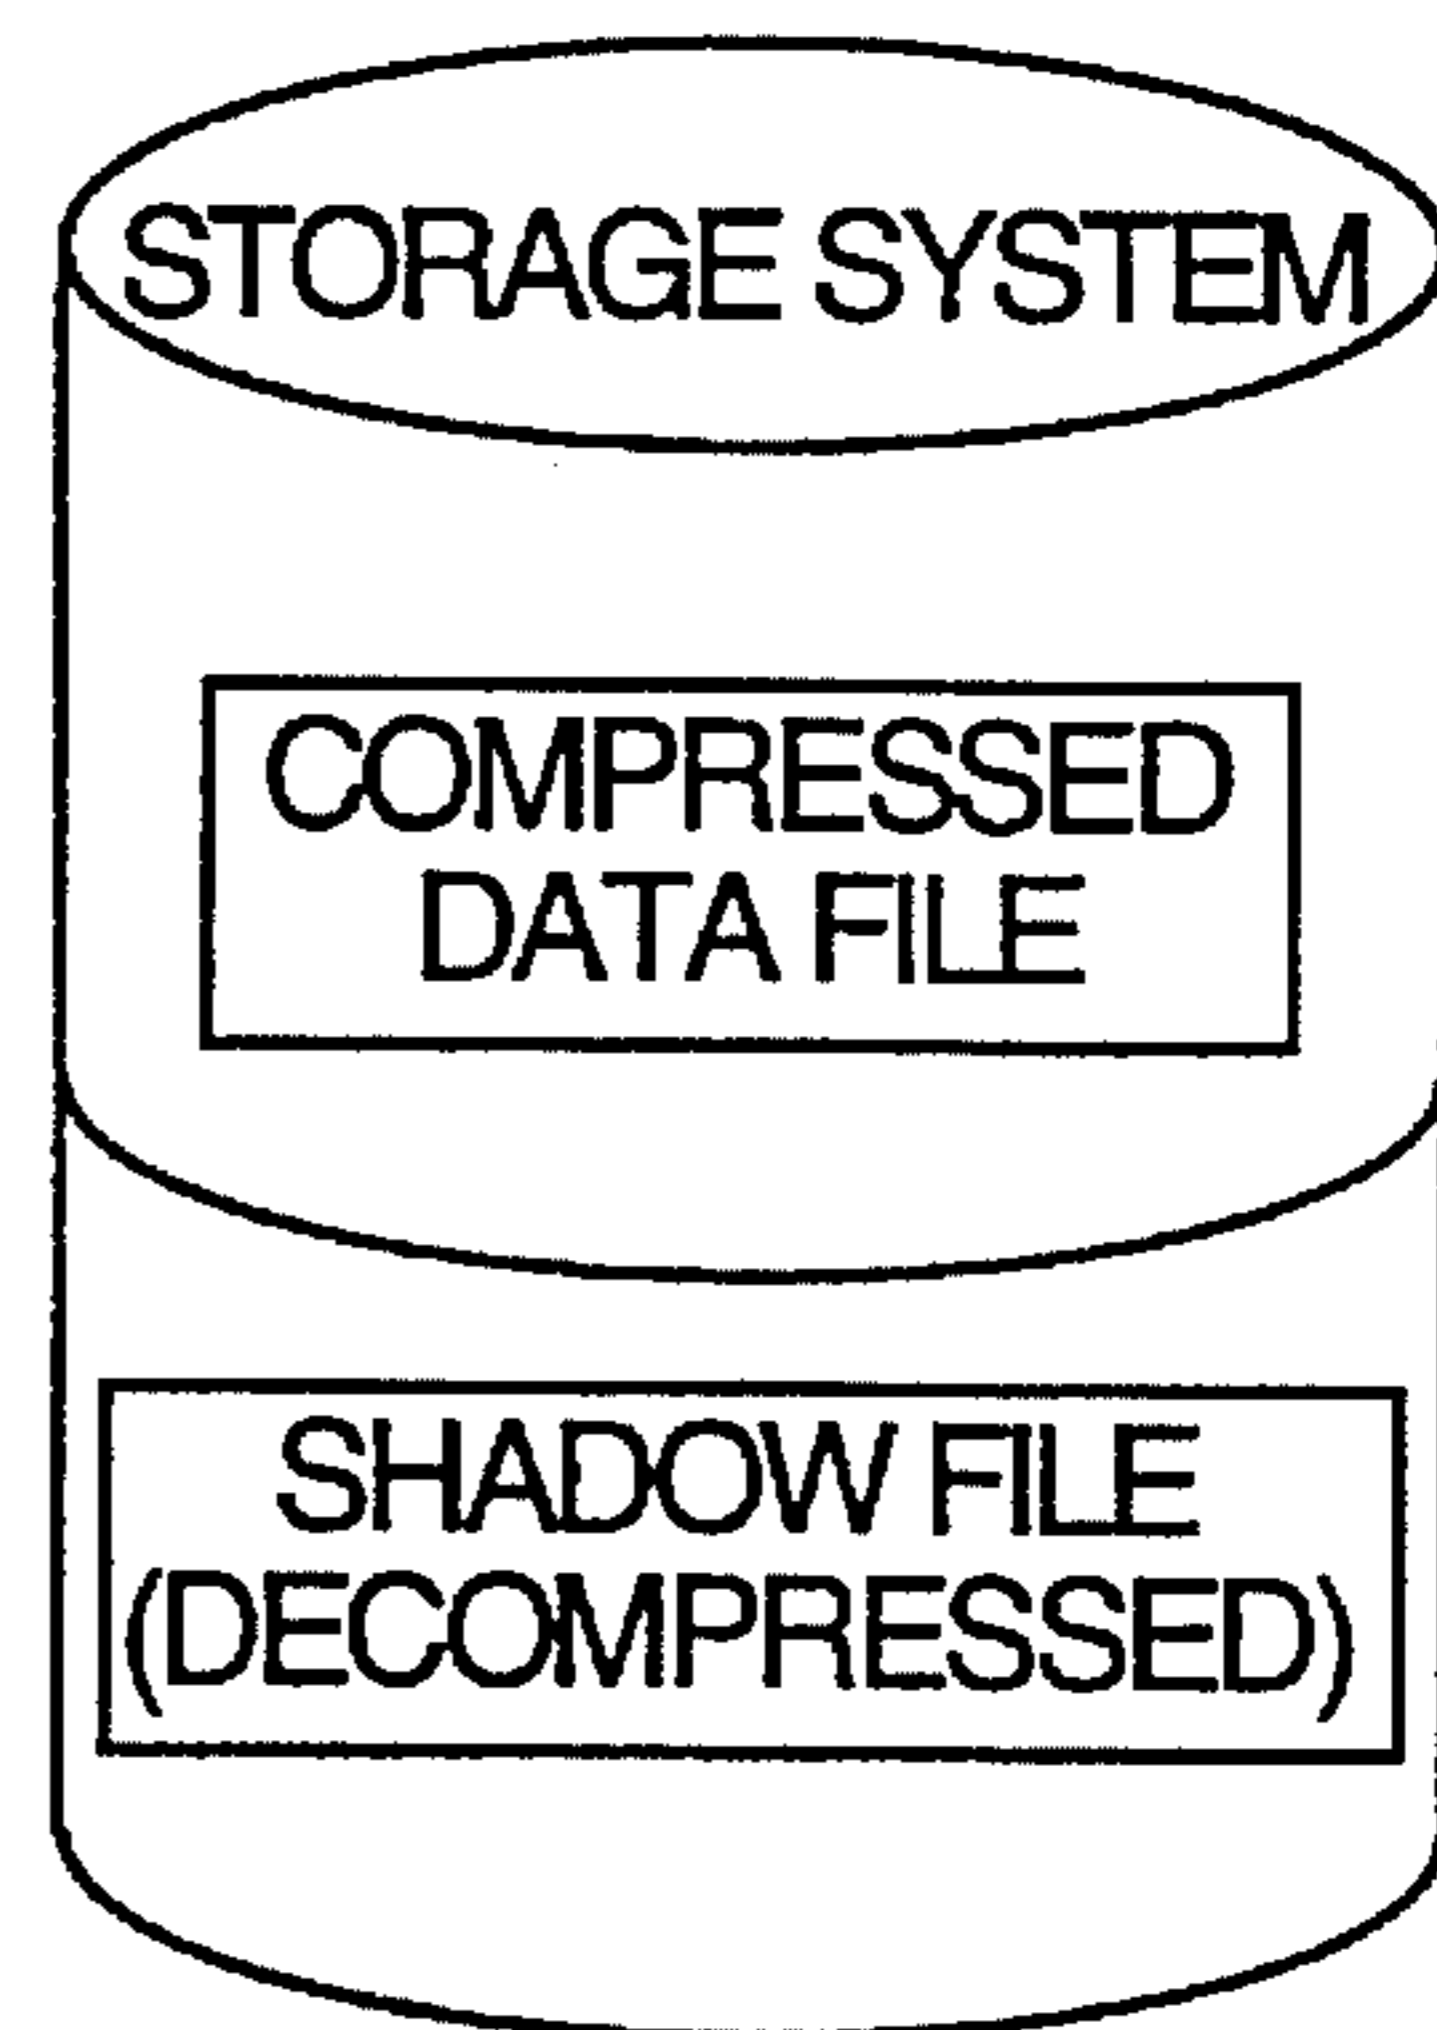 STORAGE SYSTEM
COMPRESSED
DATA FILE
SHADOW FILE
(DECOMPRESSED)